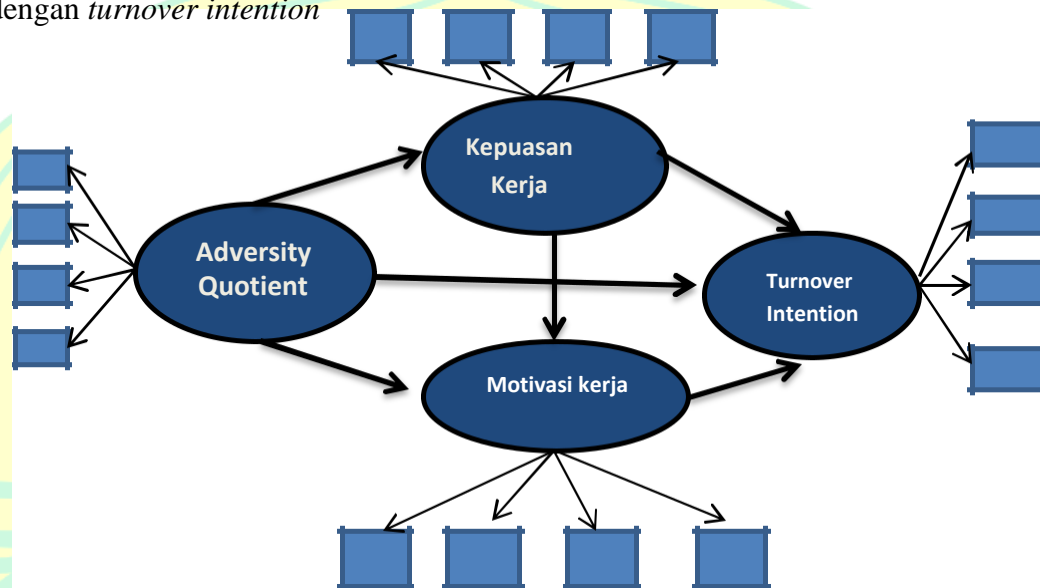 dengan turnover intention
Kepuasan
Kerja
Adversity
Quotient
Turnover
Intention
Motivasi kerja